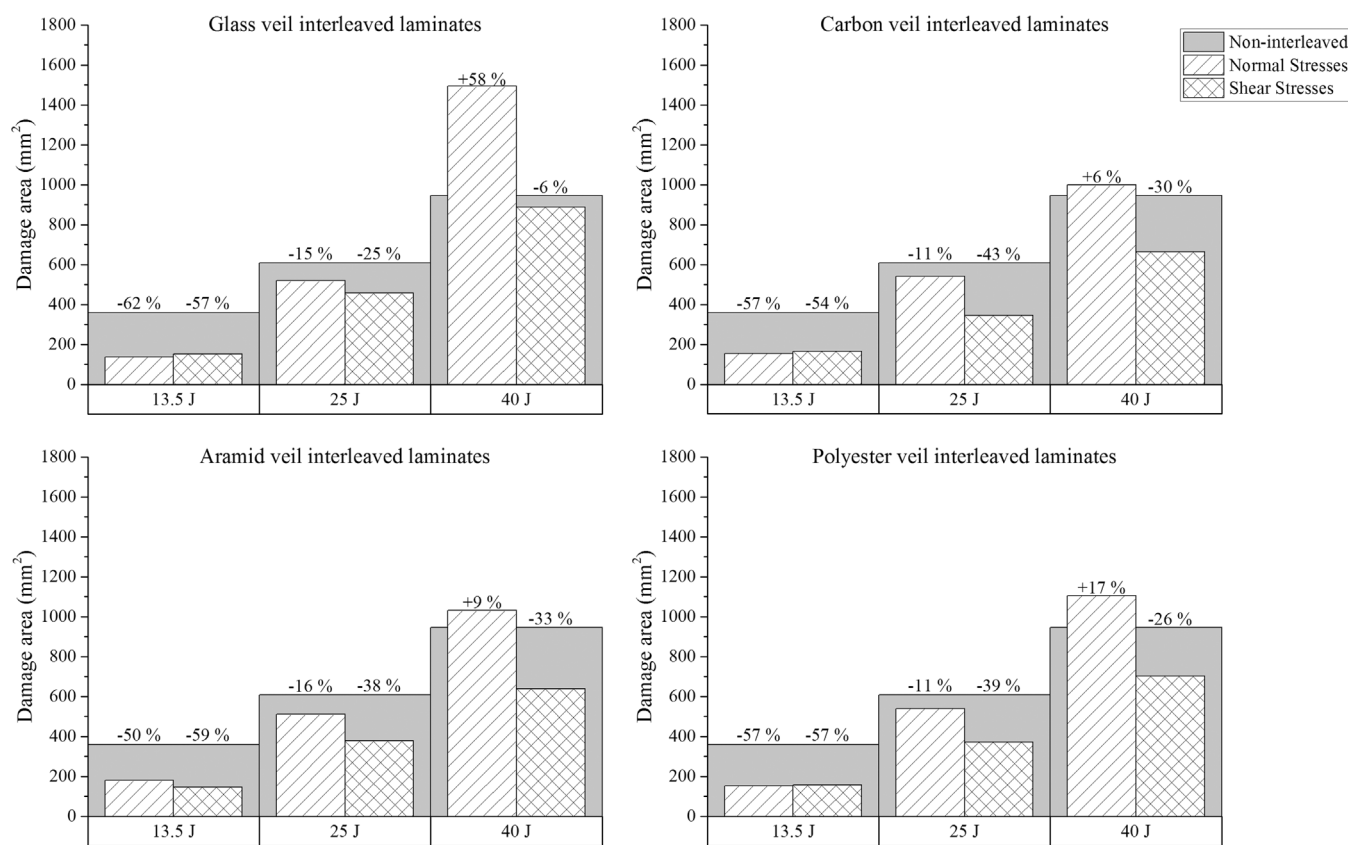 Glass veil interleaved laminates
Damage area (mm²)
1800
1600
1400
1200
1000
800
600
400
200
0
-62 % -57 %
-15 % -25 %
+58 %
-6 %
13.5 J 25 J 40 J
Carbon veil interleaved laminates
Damage area (mm²)
1800
1600
1400
1200
1000
800
600
400
200
0
-57 % -54 %
-11 % -43 %
+6 % -30 %
13.5 J 25 J 40 J
Non-interleaved
Normal Stresses
Shear Stresses
Aramid veil interleaved laminates
Damage area (mm²)
1800
1600
1400
1200
1000
800
600
400
200
0
-50 % -59 %
-16 % -38 %
+9 %
-33 %
13.5 J 25 J 40 J
Polyester veil interleaved laminates
Damage area (mm²)
1800
1600
1400
1200
1000
800
600
400
200
0
-57 % -57 %
-11 % -39 %
+17 %
-26 %
13.5 J 25 J 40 J